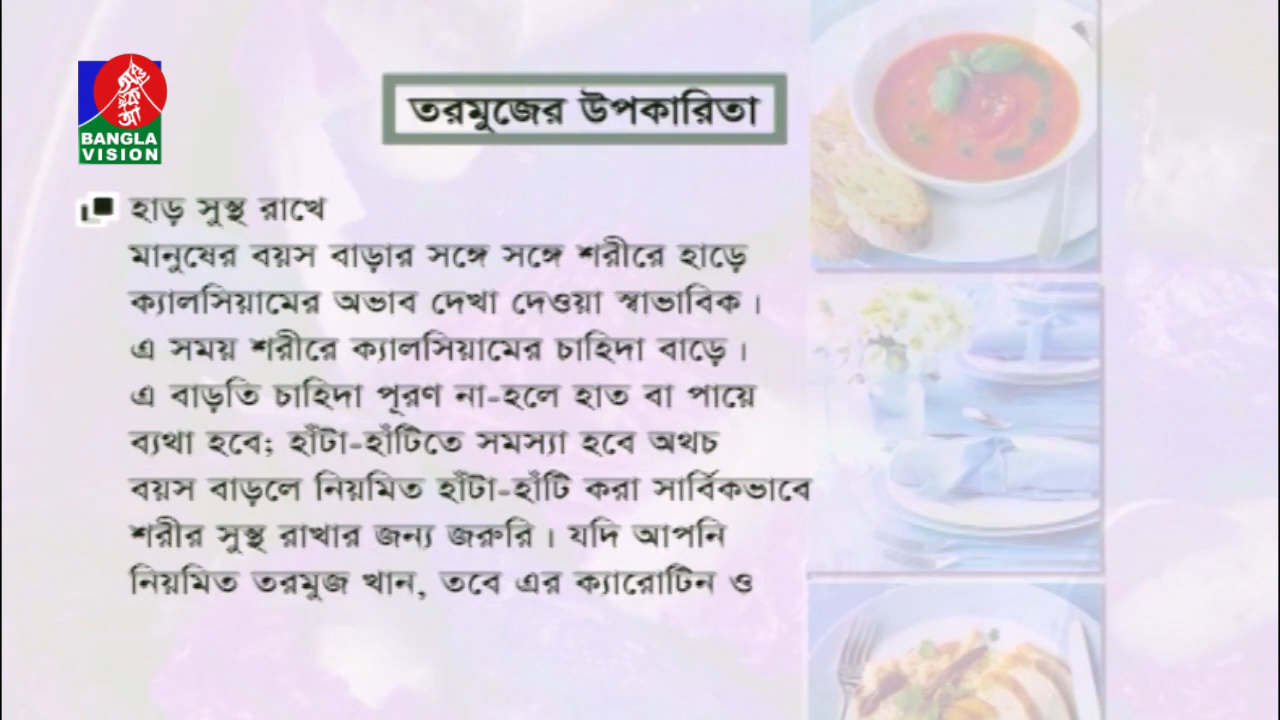 বাংলাভিশন
BANGLA
VISION
তরমুজের উপকারিতা
হাড় সুস্থ রাখে
মানুষের বয়স বাড়ার সঙ্গে সঙ্গে শরীরে হাড়ে
ক্যালসিয়ামের অভাব দেখা দেওয়া স্বাভাবিক।
এ সময় শরীরে ক্যালসিয়ামের চাহিদা বাড়ে।
এ বাড়তি চাহিদা পূরণ না-হলে হাত বা পায়ে
ব্যথা হবে; হাঁটা-হাঁটিতে সমস্যা হবে অথচ
বয়স বাড়লে নিয়মিত হাঁটা-হাঁটি করা সার্বিকভাবে
শরীর সুস্থ রাখার জন্য জরুরি। যদি আপনি
নিয়মিত তরমুজ খান, তবে এর ক্যারোটিন ও